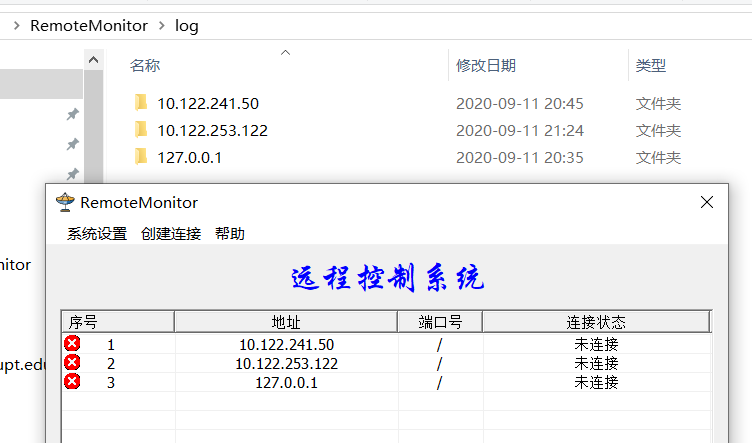 RemoteMonitor > log
名称 修改日期 类型
10.122.241.50 2020-09-11 20:45 文件夹
10.122.253.122 2020-09-11 21:24 文件夹
127.0.0.1 2020-09-11 20:35 文件夹
RemoteMonitor
系统设置 创建连接 帮助
nitor
远程控制系统
序号 地址 端口号 连接状态
1 10.122.241.50 / 未连接
2 10.122.253.122 / 未连接
upt.edu
3 127.0.0.1 / 未连接